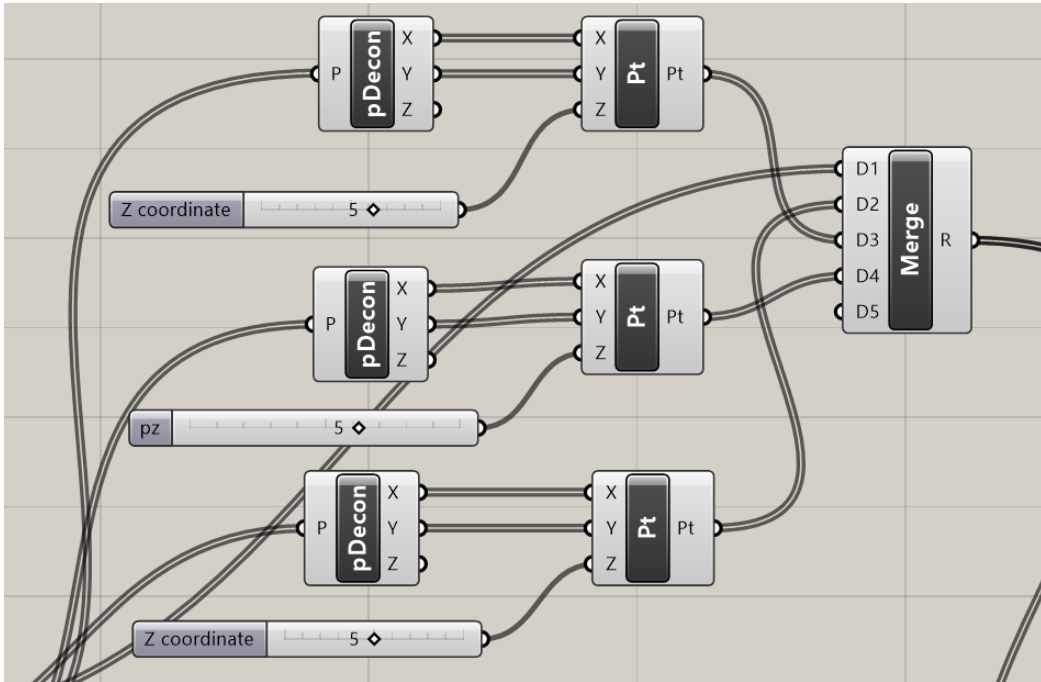 P pDecon X Y Z
X Y Z Pt Pt
Z coordinate 5
D1 D2 D3 D4 D5 Merge R
P pDecon X Y Z
X Y Z Pt Pt
pz 5
P pDecon X Y Z
X Y Z Pt Pt
Z coordinate 5